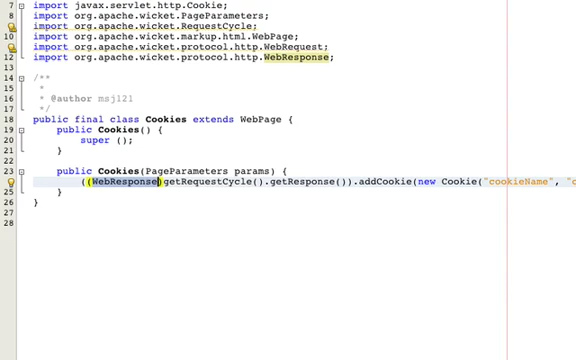 7 import javax.servlet.http.Cookie;
8 import org.apache.wicket.PageParameters;
import org.apache.wicket.RequestCycle;
10 import org.apache.wicket.markup.html.WebPage;
import org.apache.wicket.protocol.http.WebRequest;
12 import org.apache.wicket.protocol.http.WebResponse;
13
14 /**
15 *
16 * @author msj121
17 */
18 public final class Cookies extends WebPage {
19 public Cookies() {
20 super ();
21 }
22
23 public Cookies(PageParameters params) {
((WebResponse)getRequestCycle().getResponse()).addCookie(new Cookie("cookieName", "c
25 }
26 }
27
28